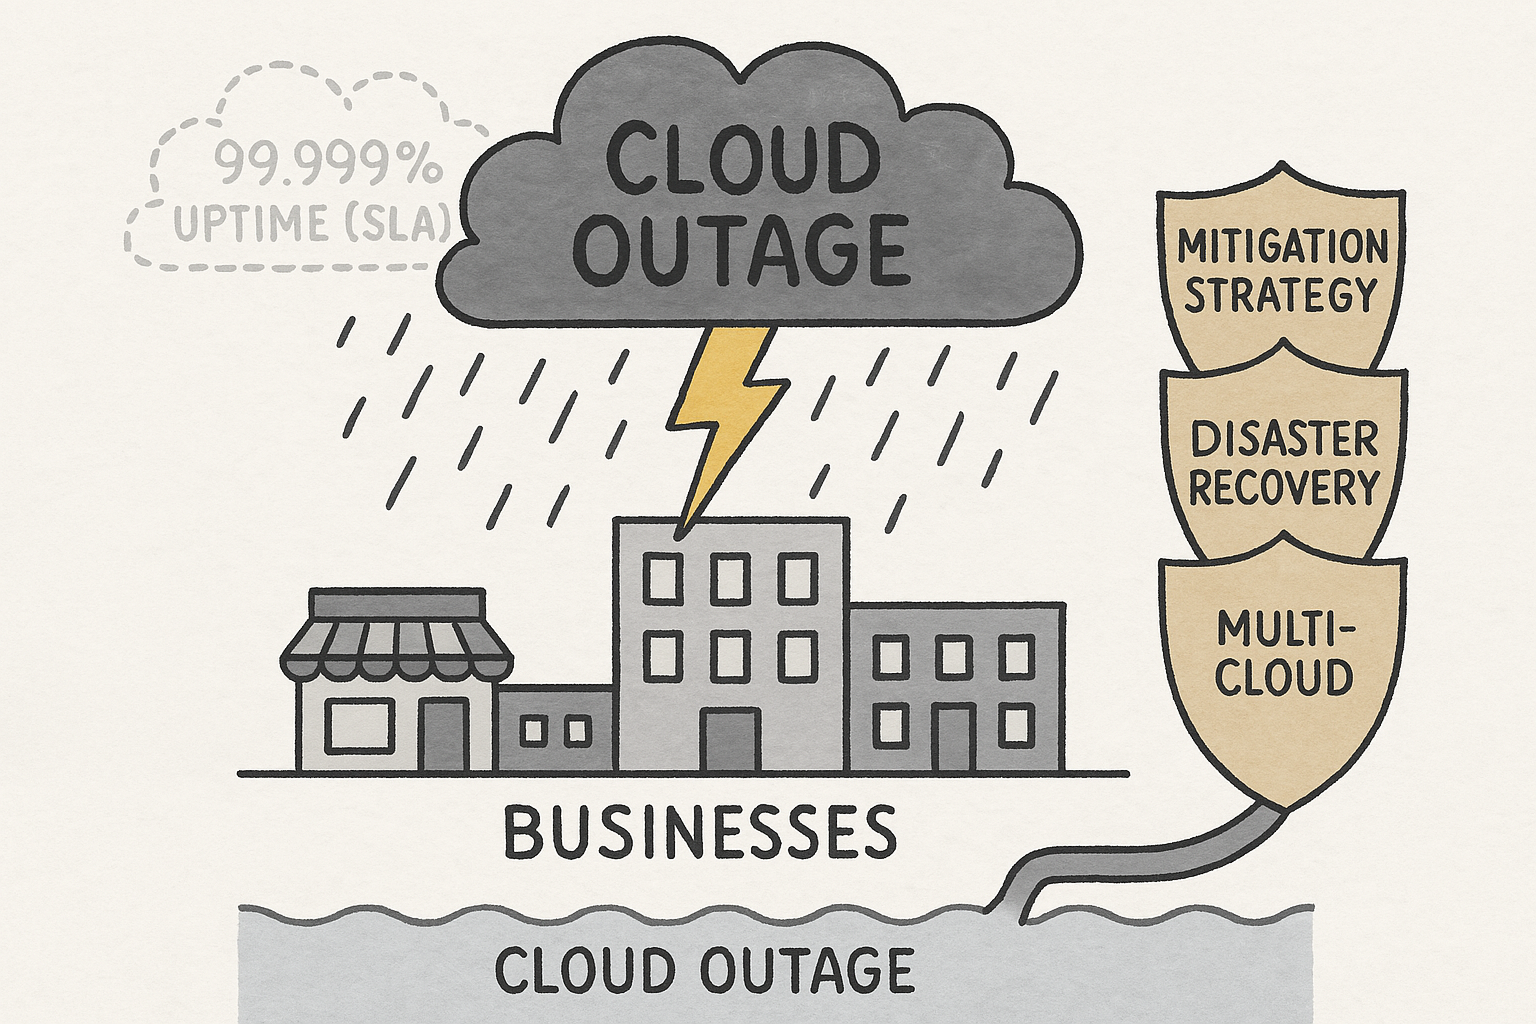 99.999%
UPTIME (SLA)
CLOUD
OUTAGE
MITIGATION
STRATEGY
DISASTER
RECOVERY
MULTI-
CLOUD
BUSINESSES
CLOUD OUTAGE